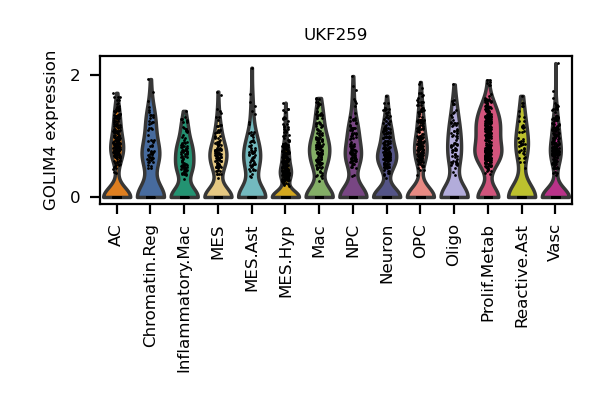 UKF259
GOLIM4 expression
2
0
AC
Chromatin.Reg
Inflammatory.Mac
MES
MES.Ast
MES.Hyp
Mac
NPC
Neuron
OPC
Oligo
Prolif.Metab
Reactive.Ast
Vasc